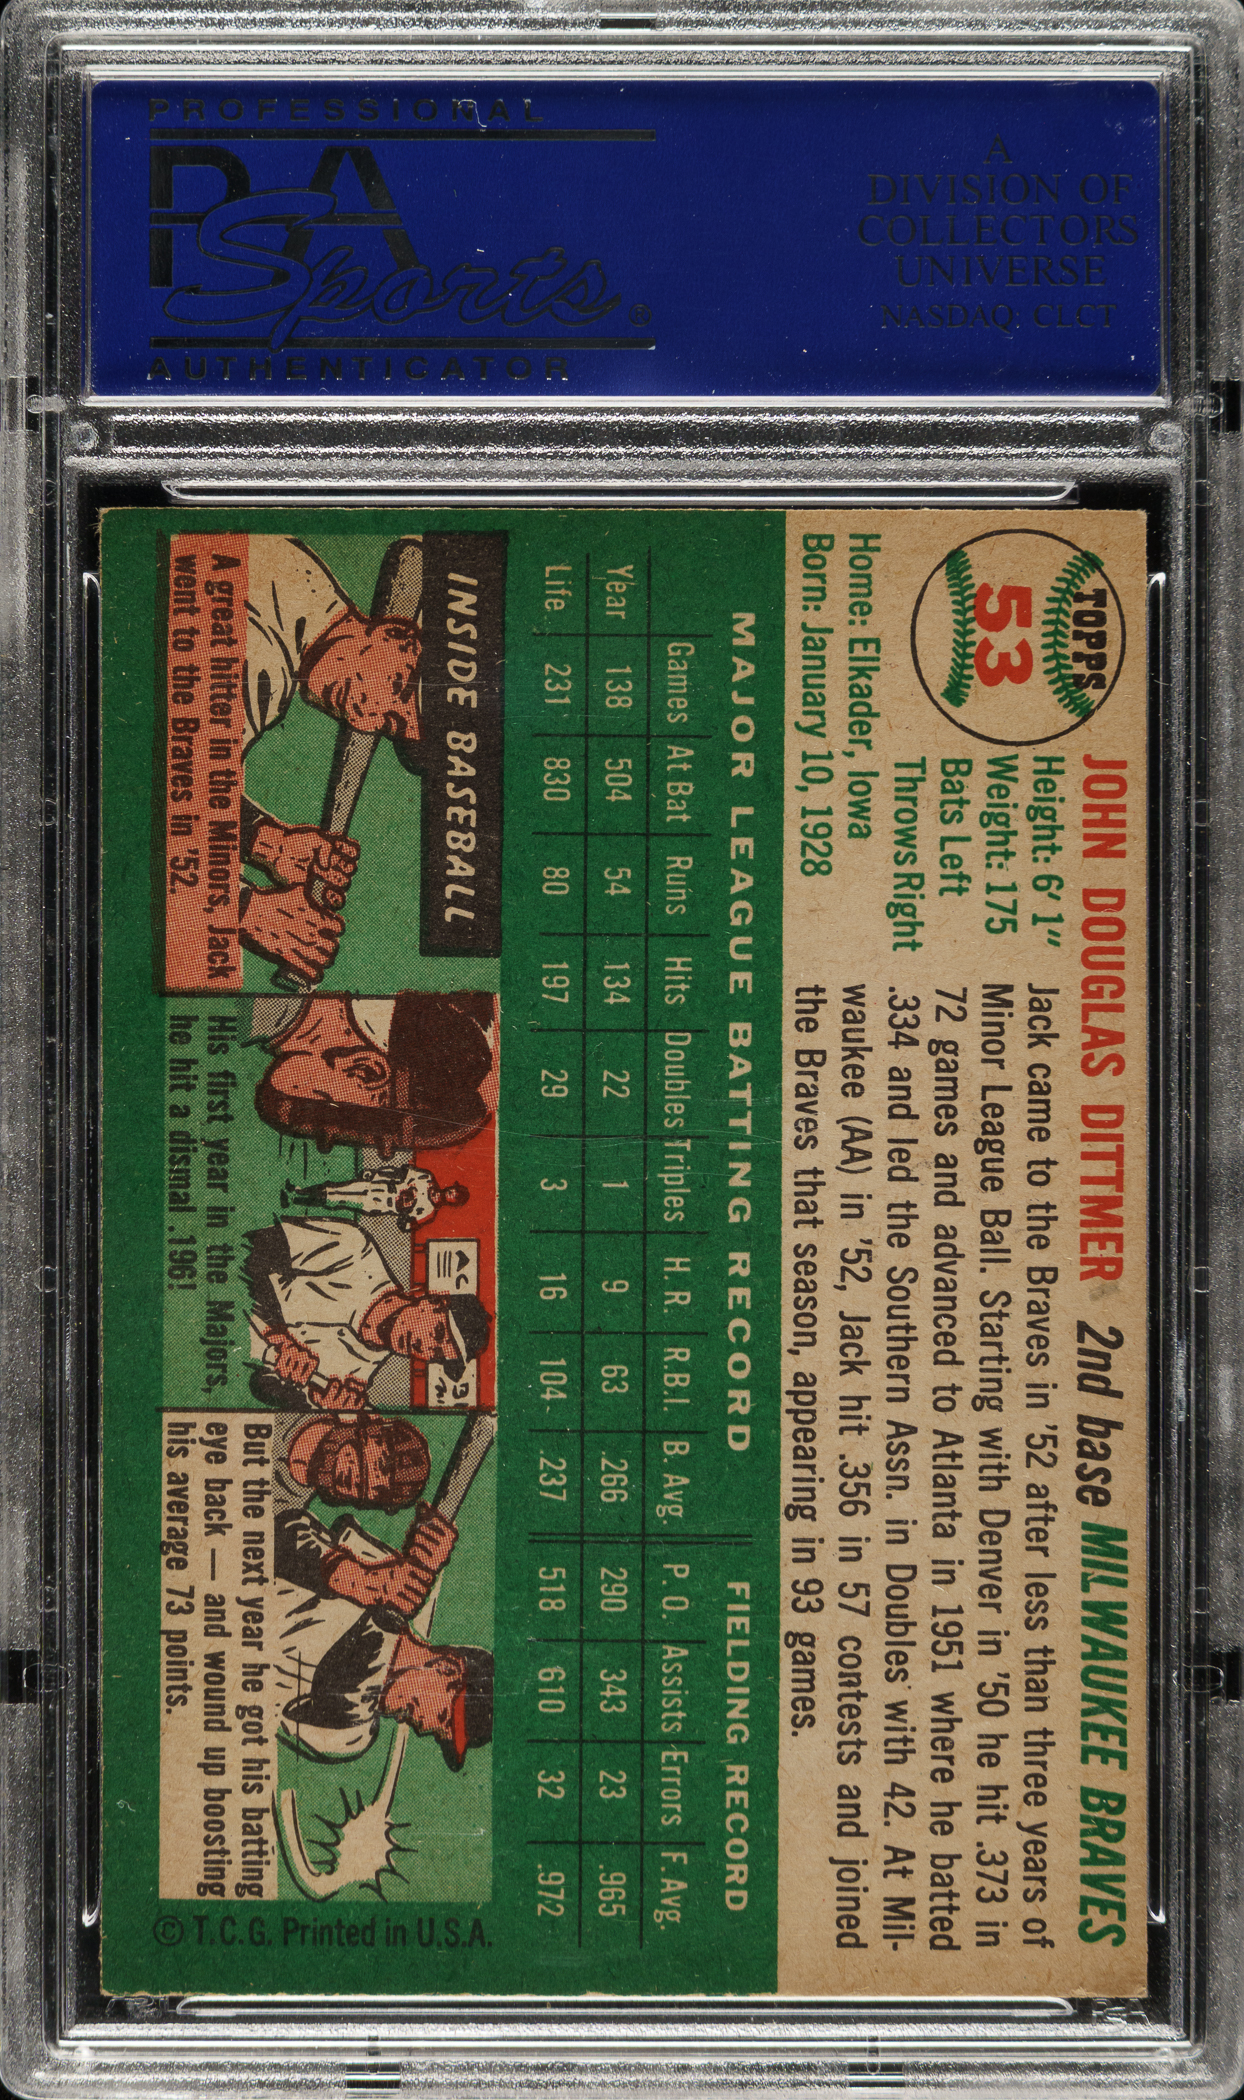 PROFESSIONAL
PSA
Sports®
AUTHENTICATOR
A
DIVISION OF
COLLECTORS
UNIVERSE
NASDAQ: CLCT
TOPPS
53
JOHN DOUGLAS DITTMER 2nd base MILWAUKEE BRAVES
Height: 6' 1"
Weight: 175
Bats Left
Throws Right
Home: Elkader, Iowa
Born: January 10, 1928
Jack came to the Braves in '52 after less than three years of
Minor League Ball. Starting with Denver in '50 he hit .373 in
72 games and advanced to Atlanta in 1951 where he batted
.334 and led the Southern Assn. in Doubles with 42. At Mil-
waukee (AA) in '52, Jack hit .356 in 57 contests and joined
the Braves that season, appearing in 93 games.
MAJOR LEAGUE BATTING RECORD FIELDING RECORD
Games At Bat Runs Hits Doubles Triples H. R. R.B.I. B. Avg. P. O. Assists Errors F. Avg.
Year 138 504 54 134 22 1 9 63 .266 290 343 23 .965
Life 231 830 80 197 29 3 16 104 .237 518 610 32 .972
INSIDE BASEBALL
A great hitter in the Minors, Jack
went to the Braves in '52.
His first year in the Majors,
he hit a dismal .196!
But the next year he got his batting
eye back — and wound up boosting
his average 73 points.
© T.C.G. Printed in U.S.A.